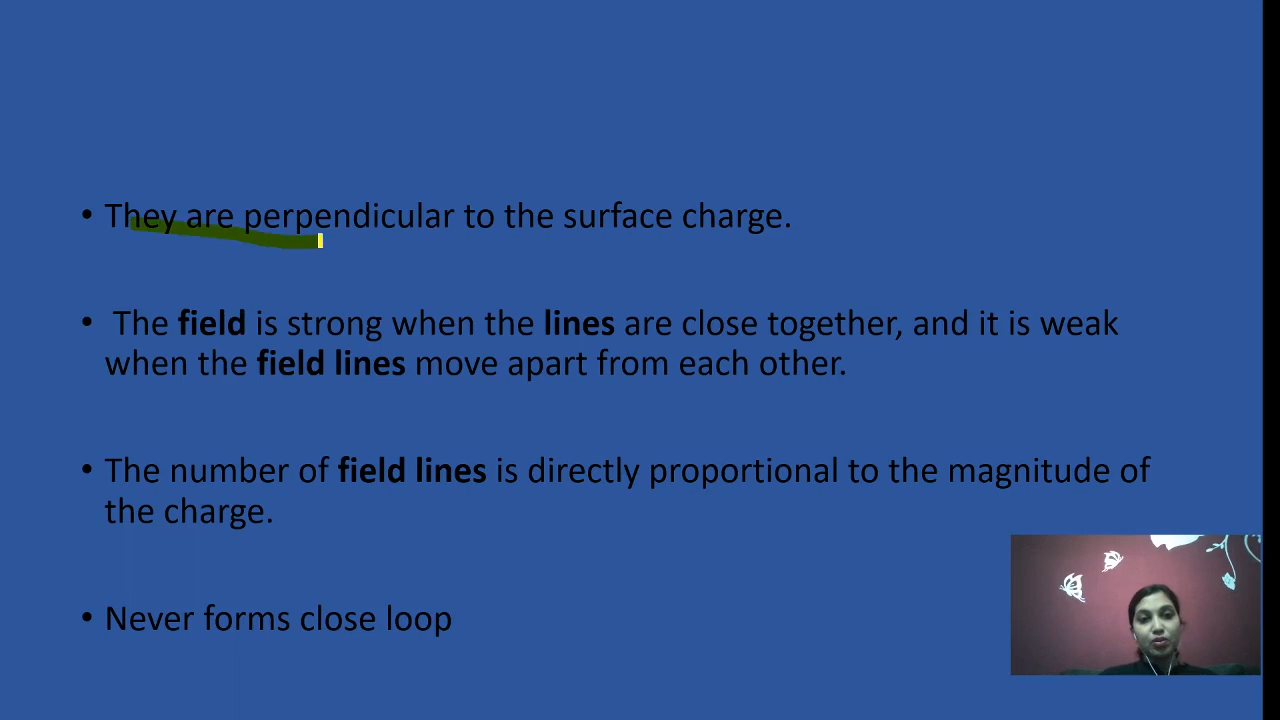 • They are perpendicular to the surface charge.
• The field is strong when the lines are close together, and it is weak
when the field lines move apart from each other.
• The number of field lines is directly proportional to the magnitude of
the charge.
• Never forms close loop